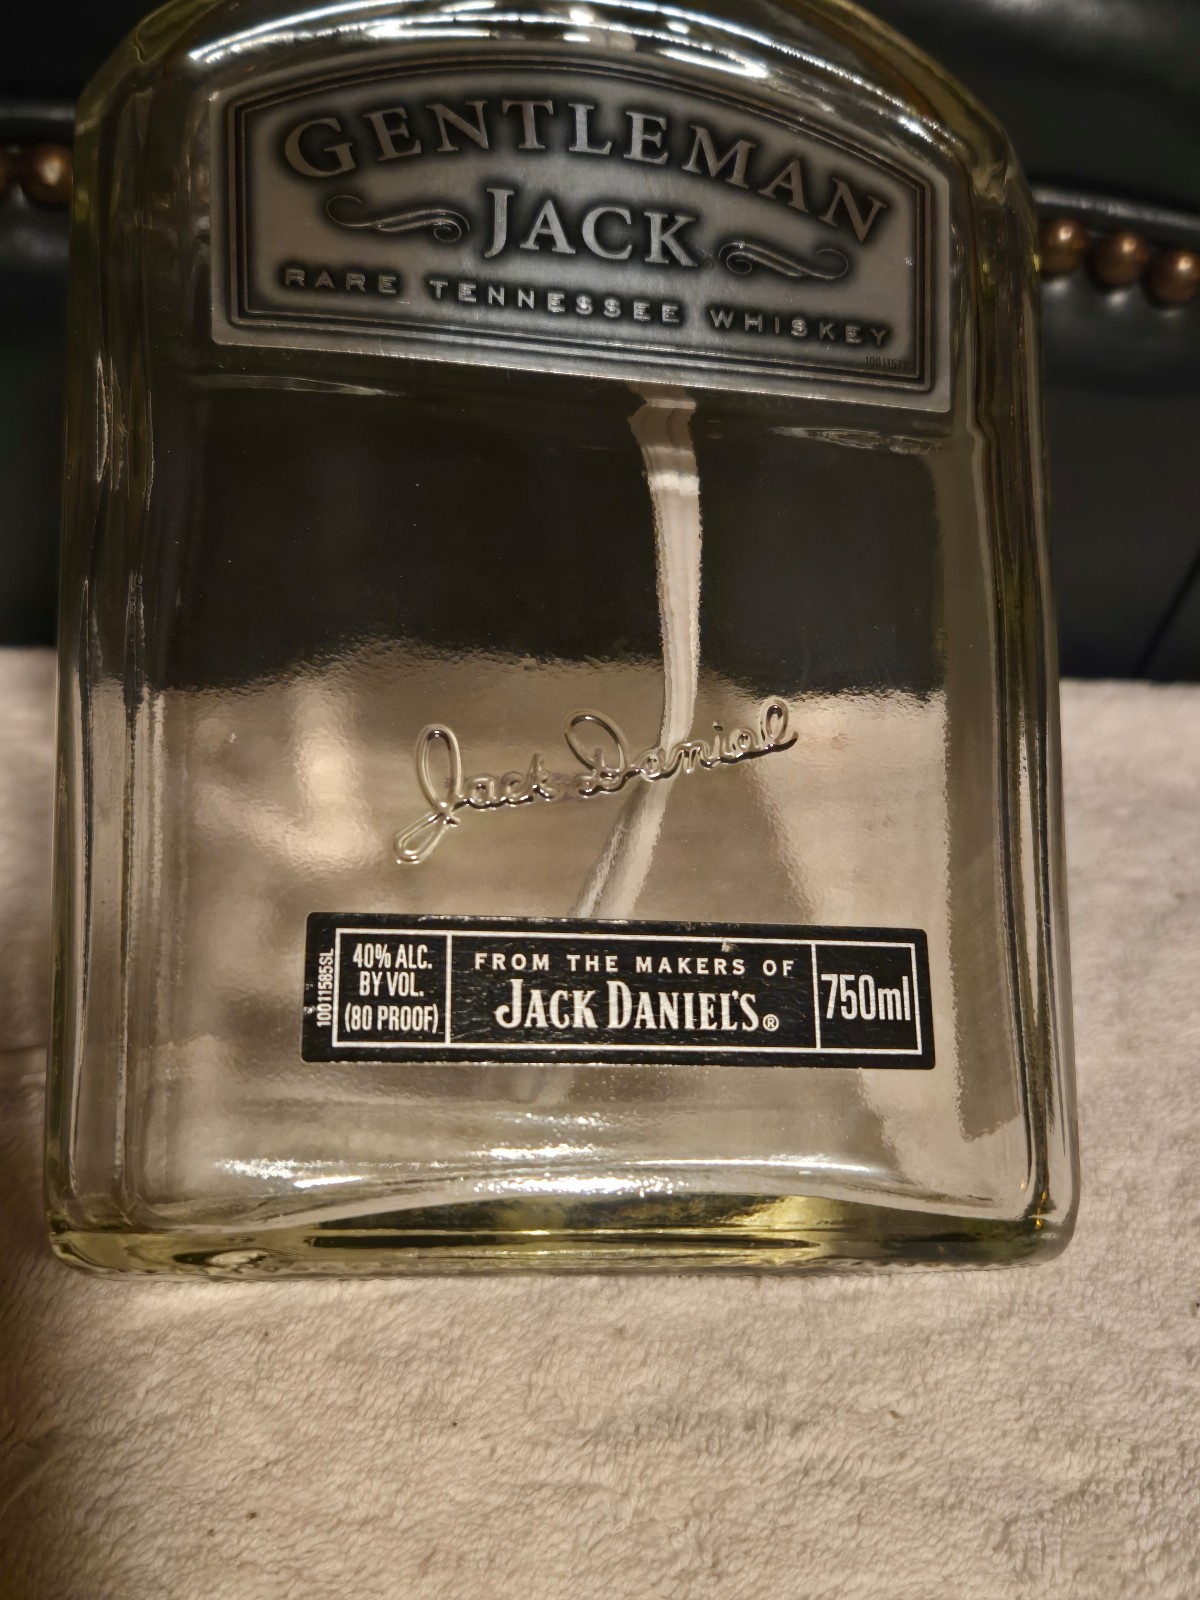 GENTLEMAN
JACK
RARE TENNESSEE WHISKEY
Jack Daniel
10011585SL
40% ALC.
BY VOL.
(80 PROOF)
FROM THE MAKERS OF
JACK DANIEL'S®
750ml